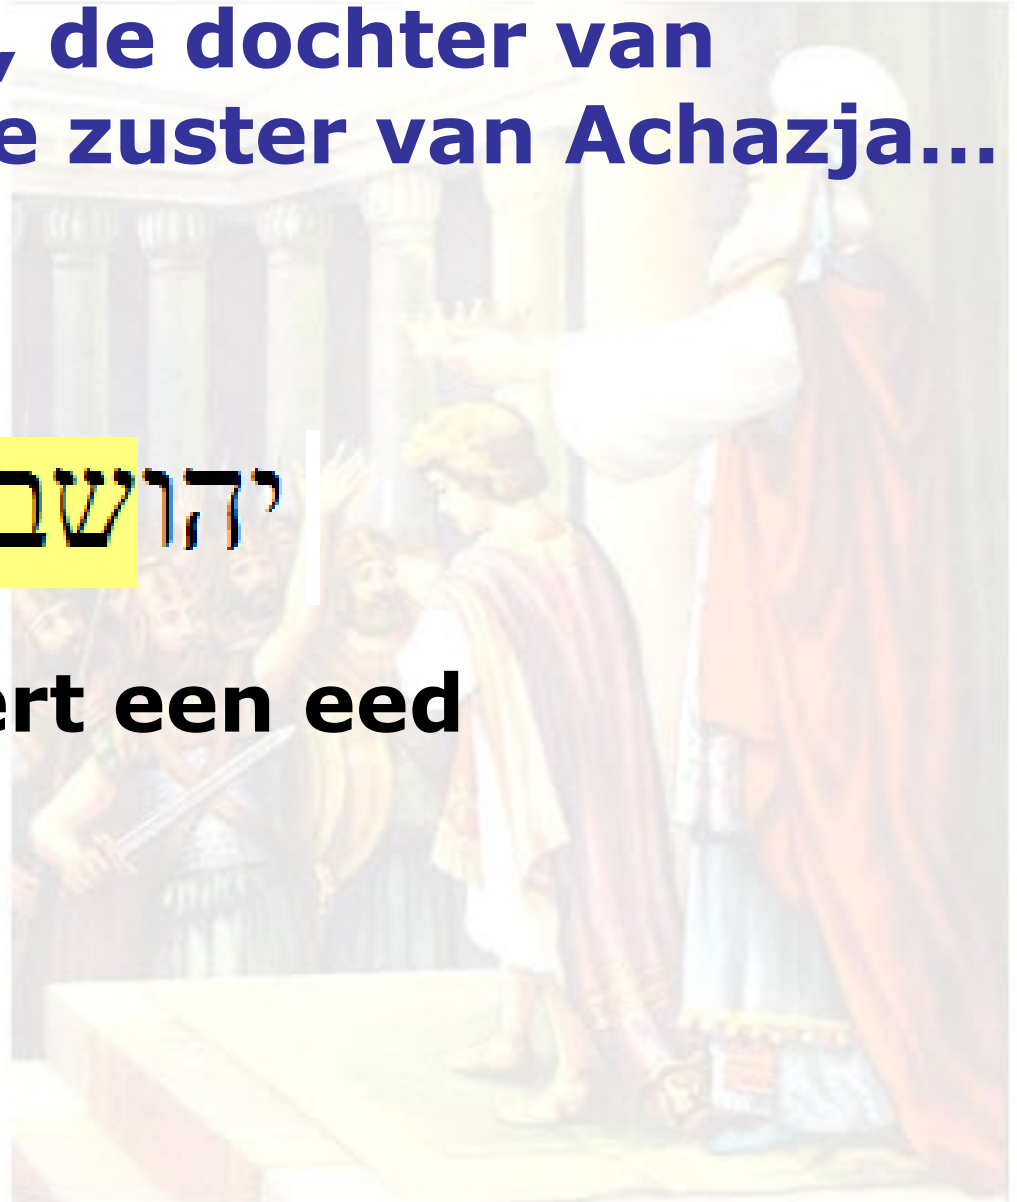 , de dochter van
e zuster van Achazja...
יהושב
ert een eed